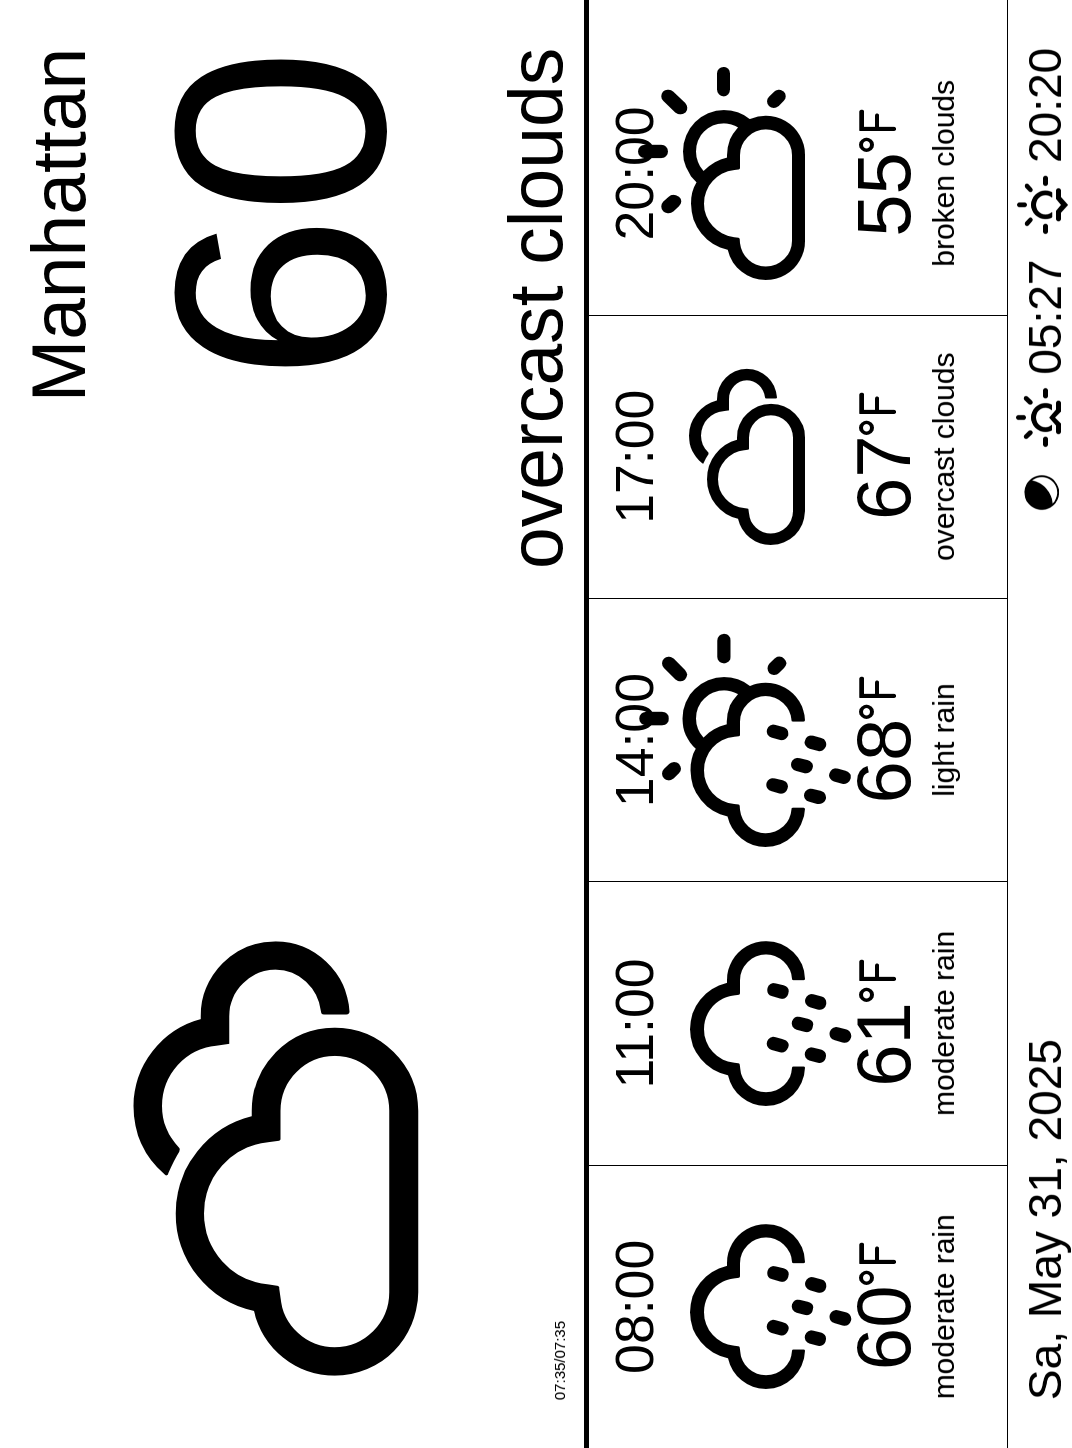 Manhattan
60
overcast clouds
07:35/07:35
08:00
60°F
moderate rain
11:00
61°F
moderate rain
14:00
68°F
light rain
17:00
67°F
overcast clouds
20:00
55°F
broken clouds
Sa, May 31, 2025
05:27
20:20